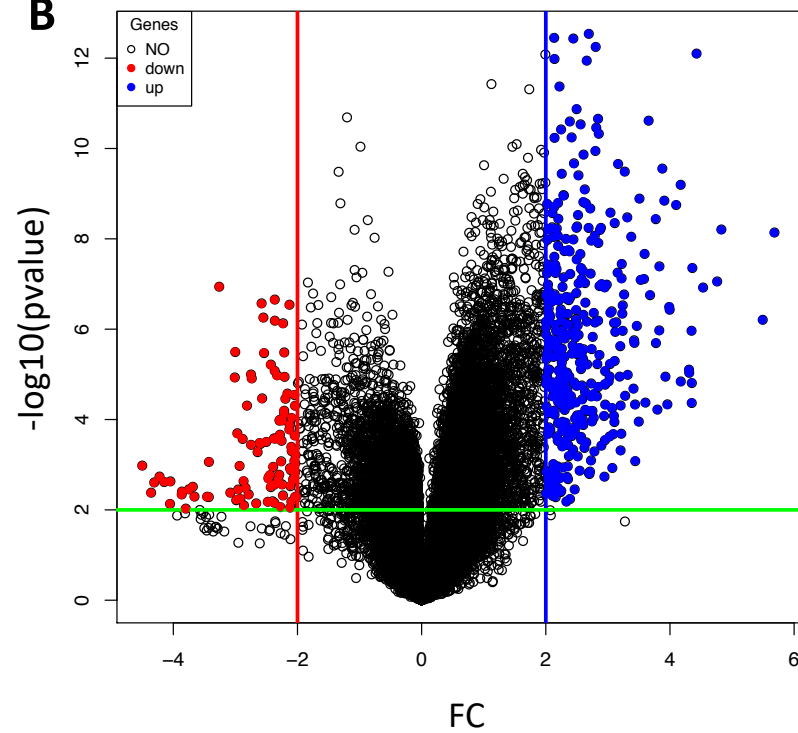 B
Genes
NO
down
up
12
10
8
6
4
2
0
-log10(pvalue)
−4 −2 0 2 4 6
FC